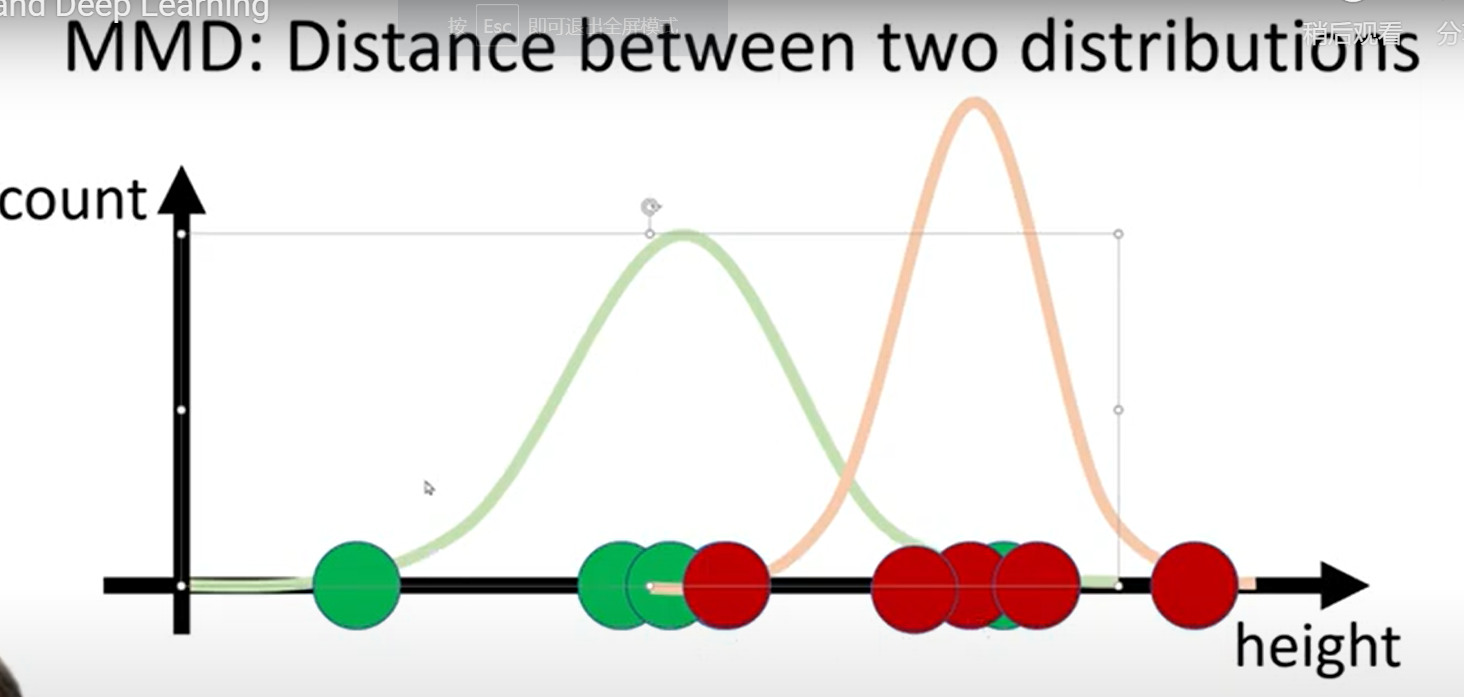 and Deep Learning
按 Esc 即可退出全屏模式
稍后观看 分
MMD: Distance between two distributions
count
height